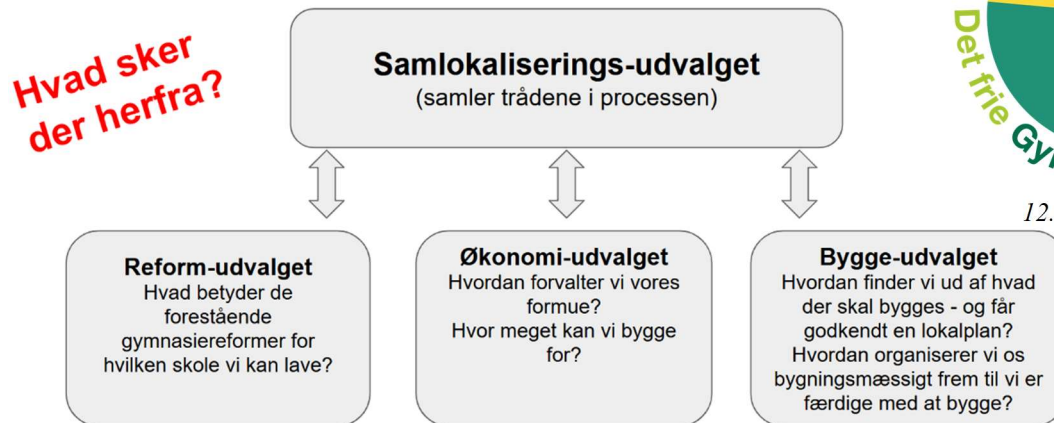 Hvad sker
der herfra?
Samlokaliserings-udvalget
(samler trådene i processen)
Det frie
12.
Reform-udvalget
Hvad betyder de
forestående
gymnasiereformer for
hvilken skole vi kan lave?
Økonomi-udvalget
Hvordan forvalter vi vores
formue?
Hvor meget kan vi bygge
for?
Bygge-udvalget
Hvordan finder vi ud af hvad
der skal bygges - og får
godkendt en lokalplan?
Hvordan organiserer vi os
bygningsmæssigt frem til vi er
færdige med at bygge?